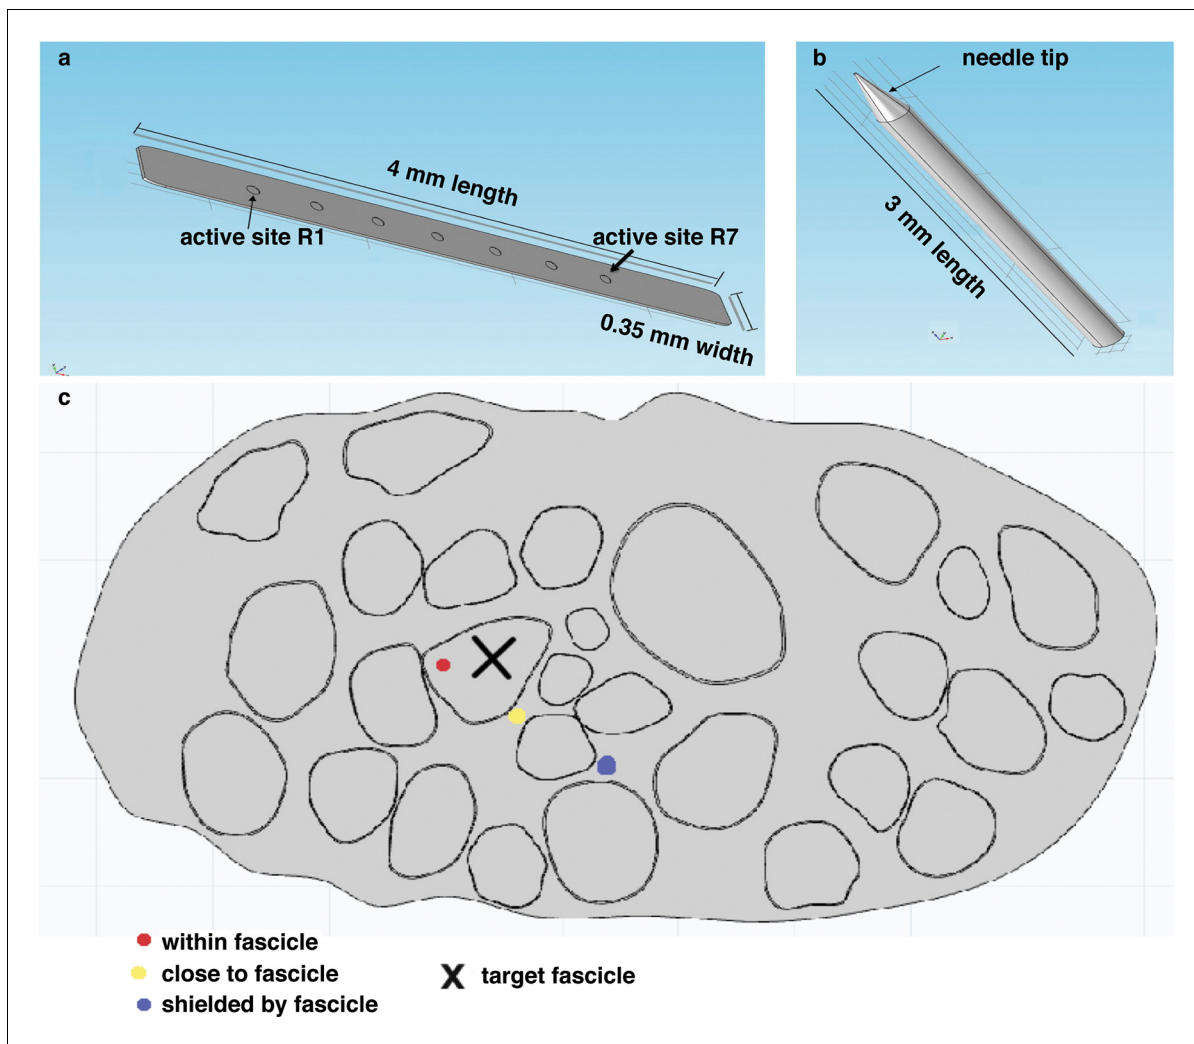 a
4 mm length
active site R1
active site R7
0.35 mm width
b
needle tip
3 mm length
c
within fascicle
close to fascicle
X target fascicle
shielded by fascicle